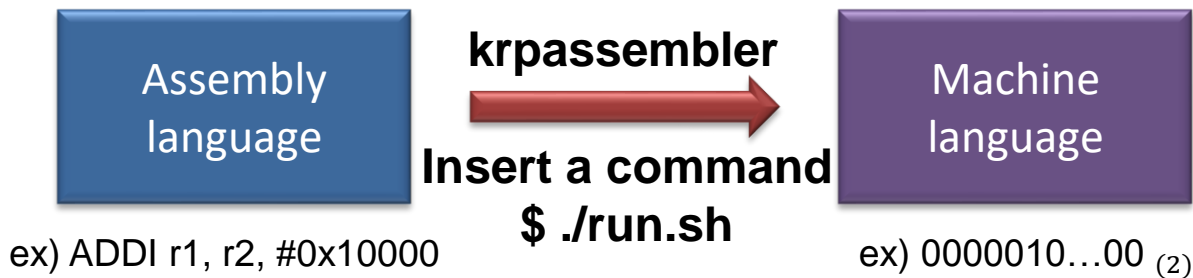 Assembly
language
krpassembler
Insert a command
$ ./run.sh
Machine
language
ex) ADDI r1, r2, #0x10000
ex) 0000010…00 (2)